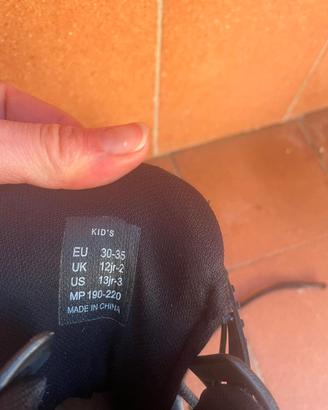 KID'S
EU 30-35
UK 12jr-2
US 13jr-3
MP 190-220
MADE IN CHINA